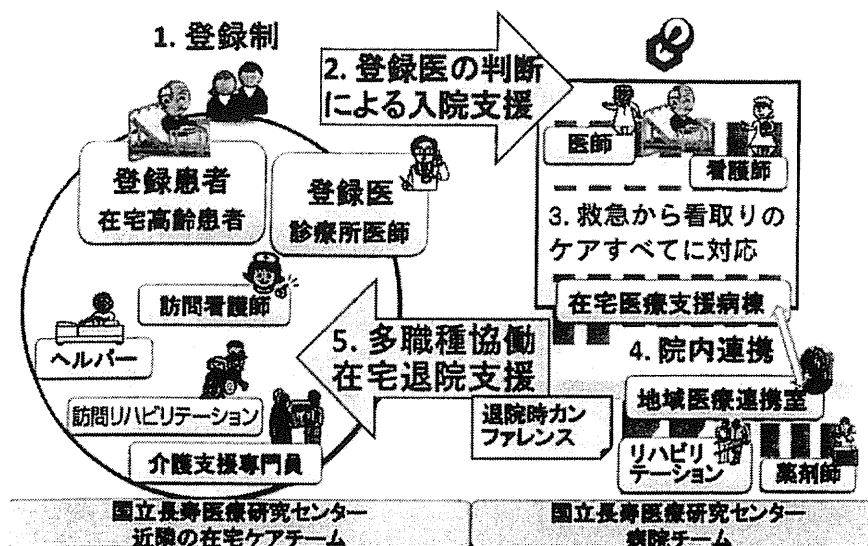 1. 登録制
2. 登録医の判断
による入院支援
医師
看護師
登録患者
在宅高齢患者
登録医
診療所医師
3. 救急から看取りの
ケアすべてに対応
訪問看護師
在宅医療支援病棟
ヘルパー
5. 多職種協働
在宅退院支援
4. 院内連携
訪問リハビリテーション
退院時カン
ファレンス
地域医療連携室
介護支援専門員
リハビリ
テーション
薬剤師
国立長寿医療研究センター
近隣の在宅ケアチーム
国立長寿医療研究センター
病院チーム